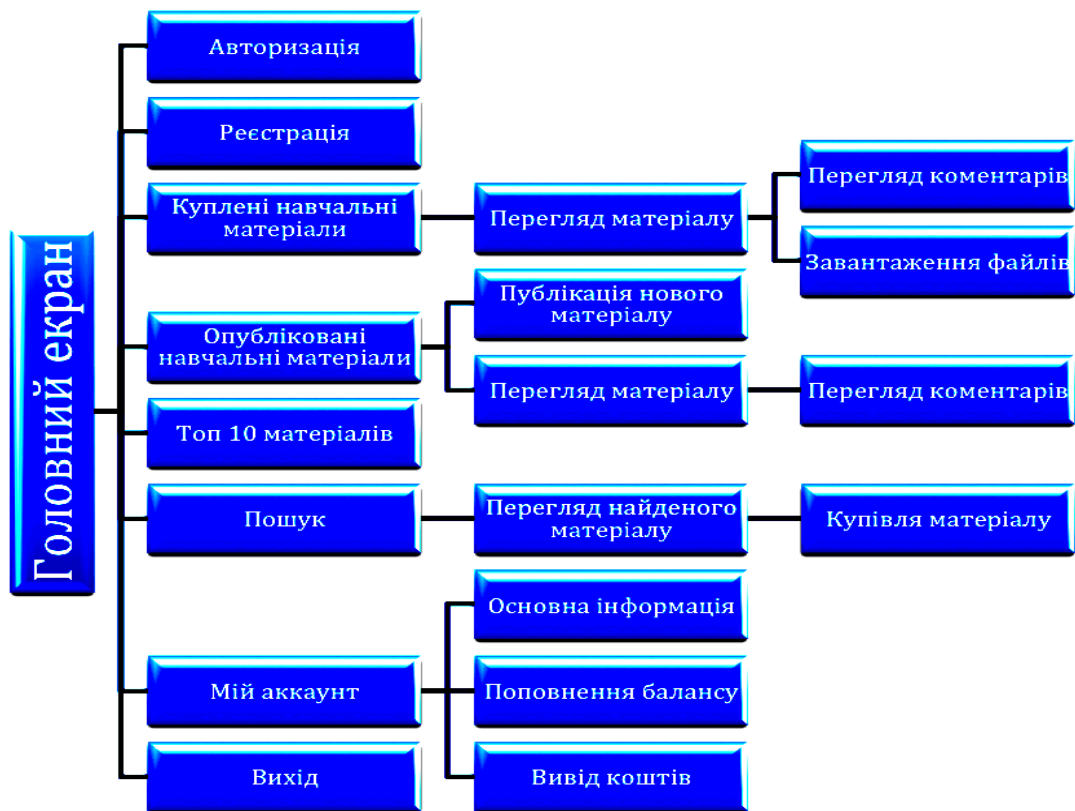 Головний екран
Авторизація
Реєстрація
Куплені навчальні
матеріали
Перегляд матеріалу
Перегляд коментарів
Завантаження файлів
Опубліковані
навчальні матеріали
Публікація нового
матеріалу
Перегляд матеріалу
Перегляд коментарів
Топ 10 матеріалів
Пошук
Перегляд найденого
матеріалу
Купівля матеріалу
Мій аккаунт
Основна інформація
Поповнення балансу
Вивід коштів
Вихід